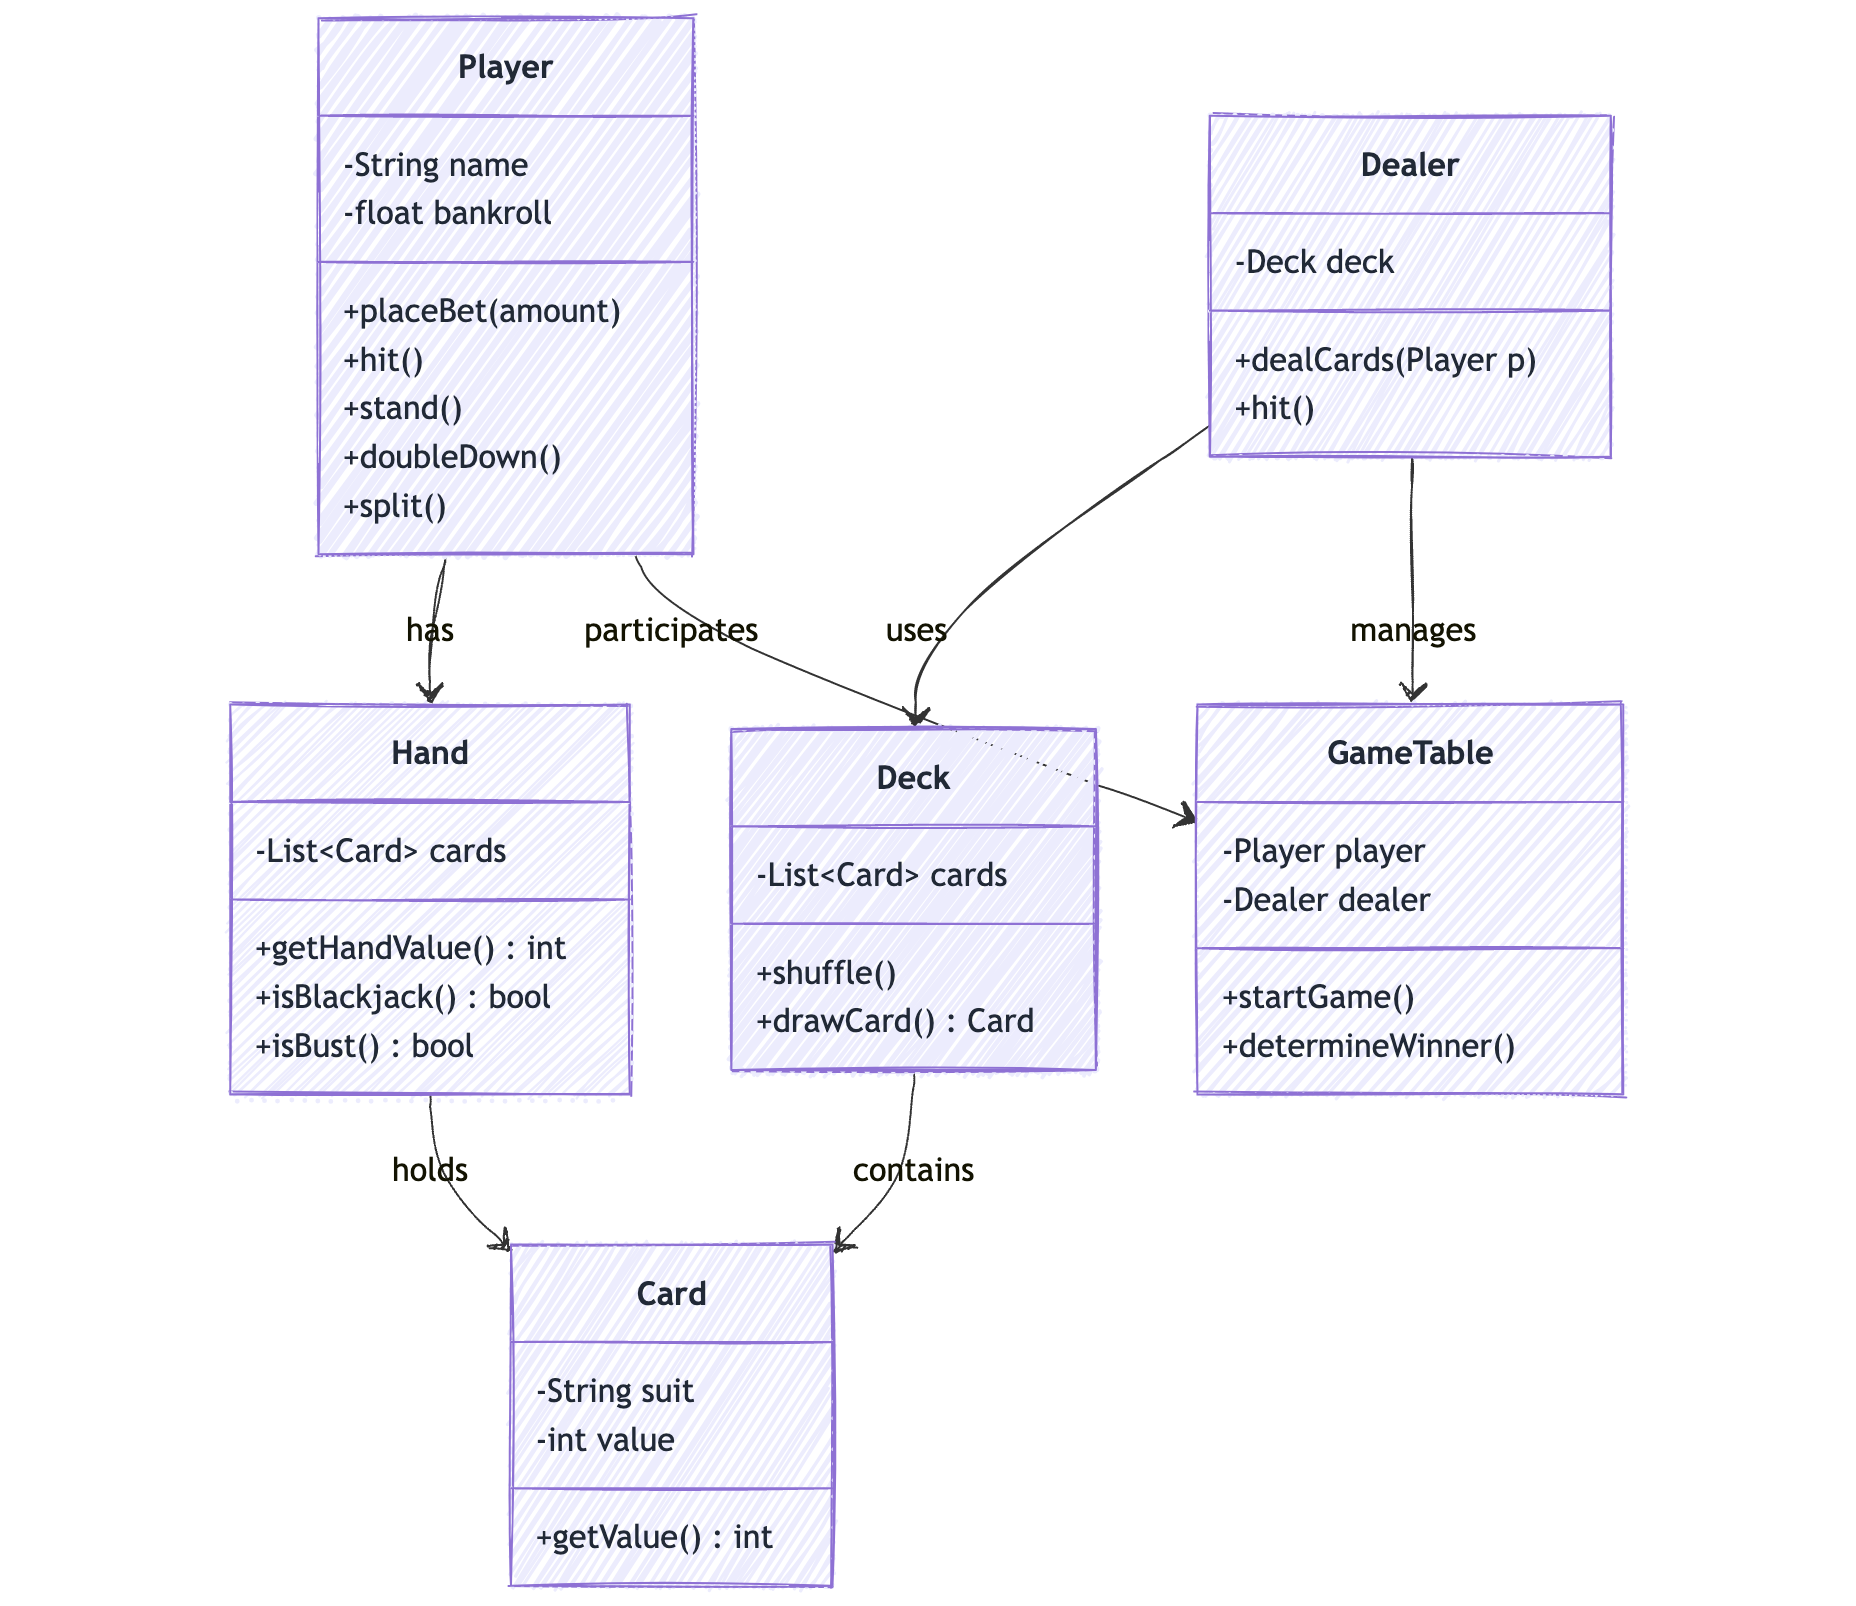 Player
-String name
-float bankroll
+placeBet(amount)
+hit()
+stand()
+doubleDown()
+split()
Dealer
-Deck deck
+dealCards(Player p)
+hit()
has
participates
uses
manages
Hand
-List<Card> cards
+getHandValue() : int
+isBlackjack() : bool
+isBust() : bool
Deck
-List<Card> cards
+shuffle()
+drawCard() : Card
GameTable
-Player player
-Dealer dealer
+startGame()
+determineWinner()
holds
contains
Card
-String suit
-int value
+getValue() : int